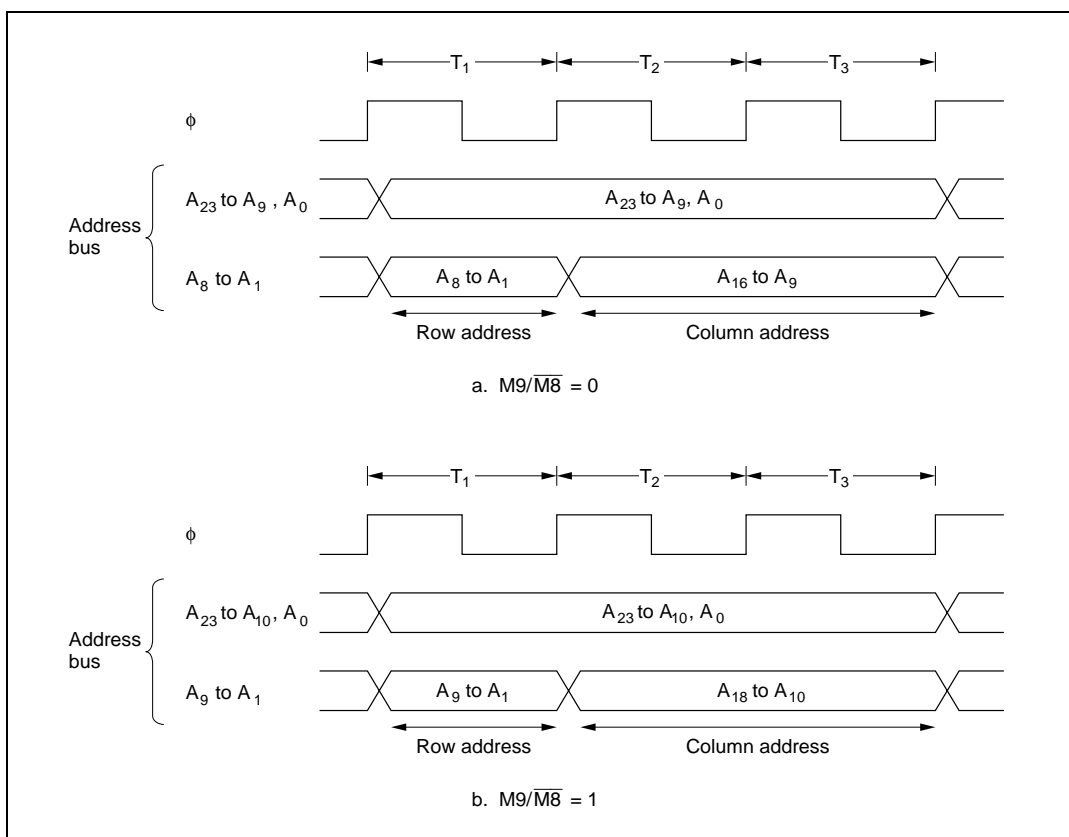 T₁ T₂ T₃
ϕ
Address bus
A₂₃ to A₉ , A₀
A₂₃ to A₉, A₀
A₈ to A₁
A₈ to A₁
A₁₆ to A₉
Row address
Column address
a. M9/M̅8̅ = 0
T₁ T₂ T₃
ϕ
Address bus
A₂₃ to A₁₀, A₀
A₂₃ to A₁₀, A₀
A₉ to A₁
A₉ to A₁
A₁₈ to A₁₀
Row address
Column address
b. M9/M̅8̅ = 1